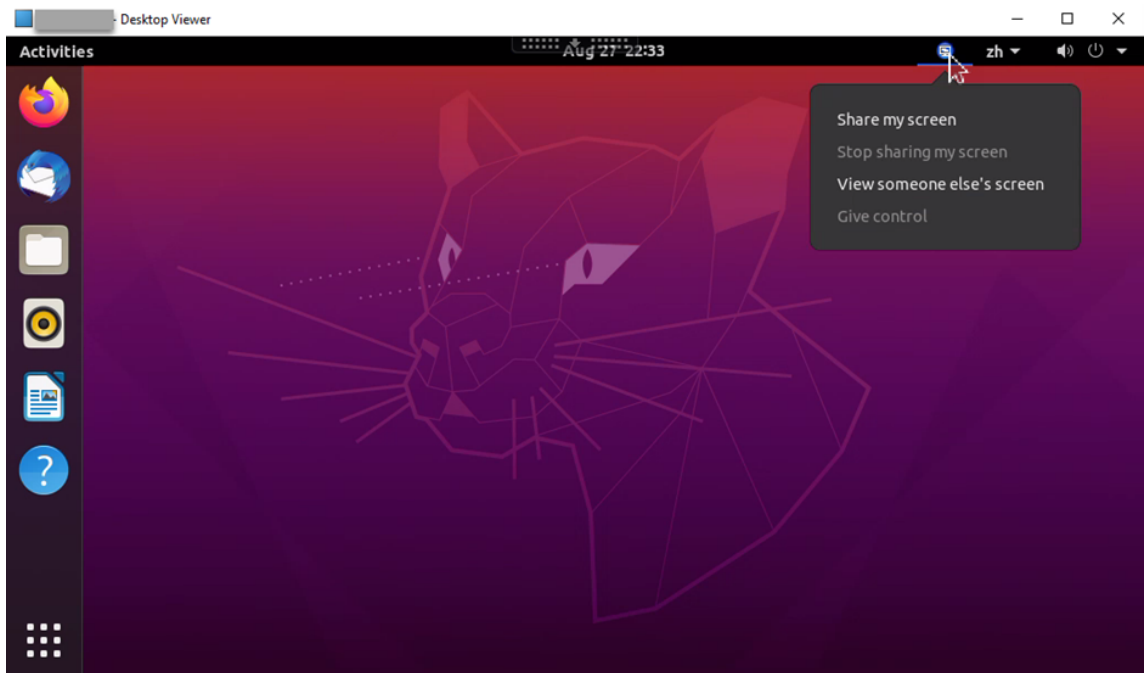 - Desktop Viewer
Activities
Aug 27 22:33
zh
Share my screen
Stop sharing my screen
View someone else's screen
Give control
?